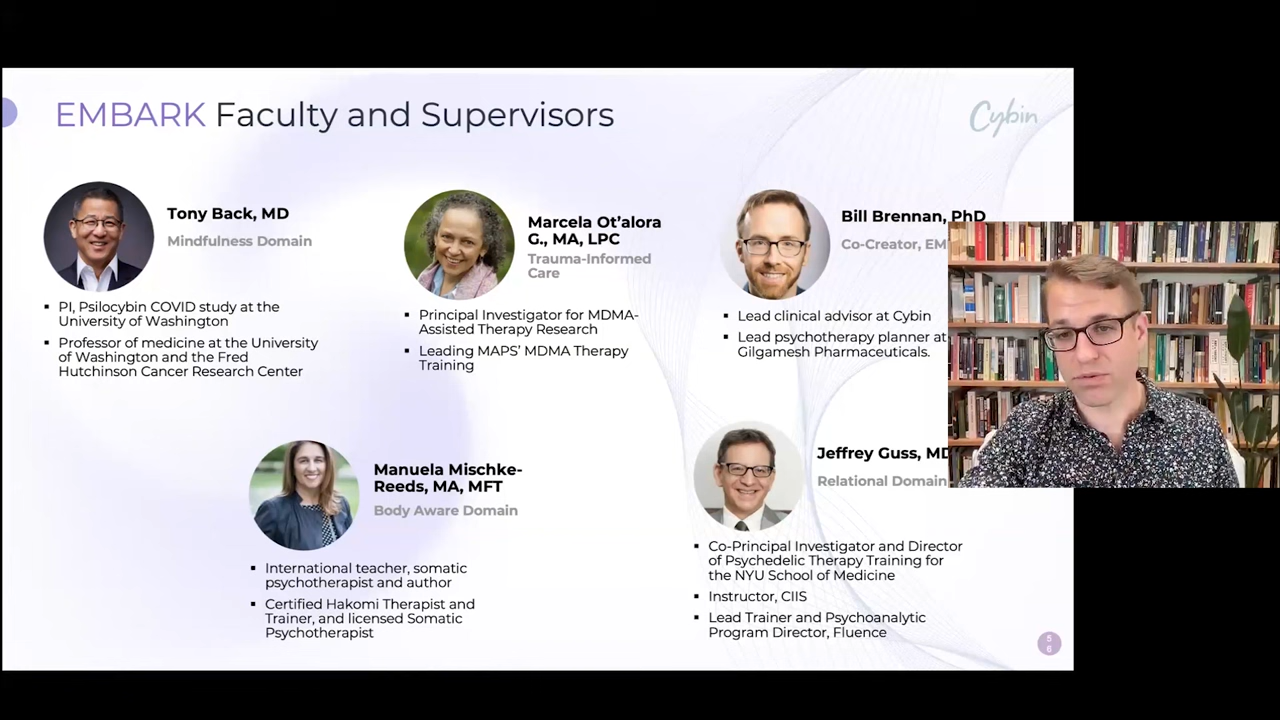 EMBARK Faculty and Supervisors
Cybin
Tony Back, MD
Mindfulness Domain
▪ PI, Psilocybin COVID study at the
University of Washington
▪ Professor of medicine at the University
of Washington and the Fred
Hutchinson Cancer Research Center
Marcela Ot’alora
G., MA, LPC
Trauma-Informed
Care
▪ Principal Investigator for MDMA-
Assisted Therapy Research
▪ Leading MAPS’ MDMA Therapy
Training
Bill Brennan, PhD
Co-Creator, EM
▪ Lead clinical advisor at Cybin
▪ Lead psychotherapy planner at
Gilgamesh Pharmaceuticals.
Manuela Mischke-
Reeds, MA, MFT
Body Aware Domain
▪ International teacher, somatic
psychotherapist and author
▪ Certified Hakomi Therapist and
Trainer, and licensed Somatic
Psychotherapist
Jeffrey Guss, MD
Relational Domain
▪ Co-Principal Investigator and Director
of Psychedelic Therapy Training for
the NYU School of Medicine
▪ Instructor, CIIS
▪ Lead Trainer and Psychoanalytic
Program Director, Fluence
5
6